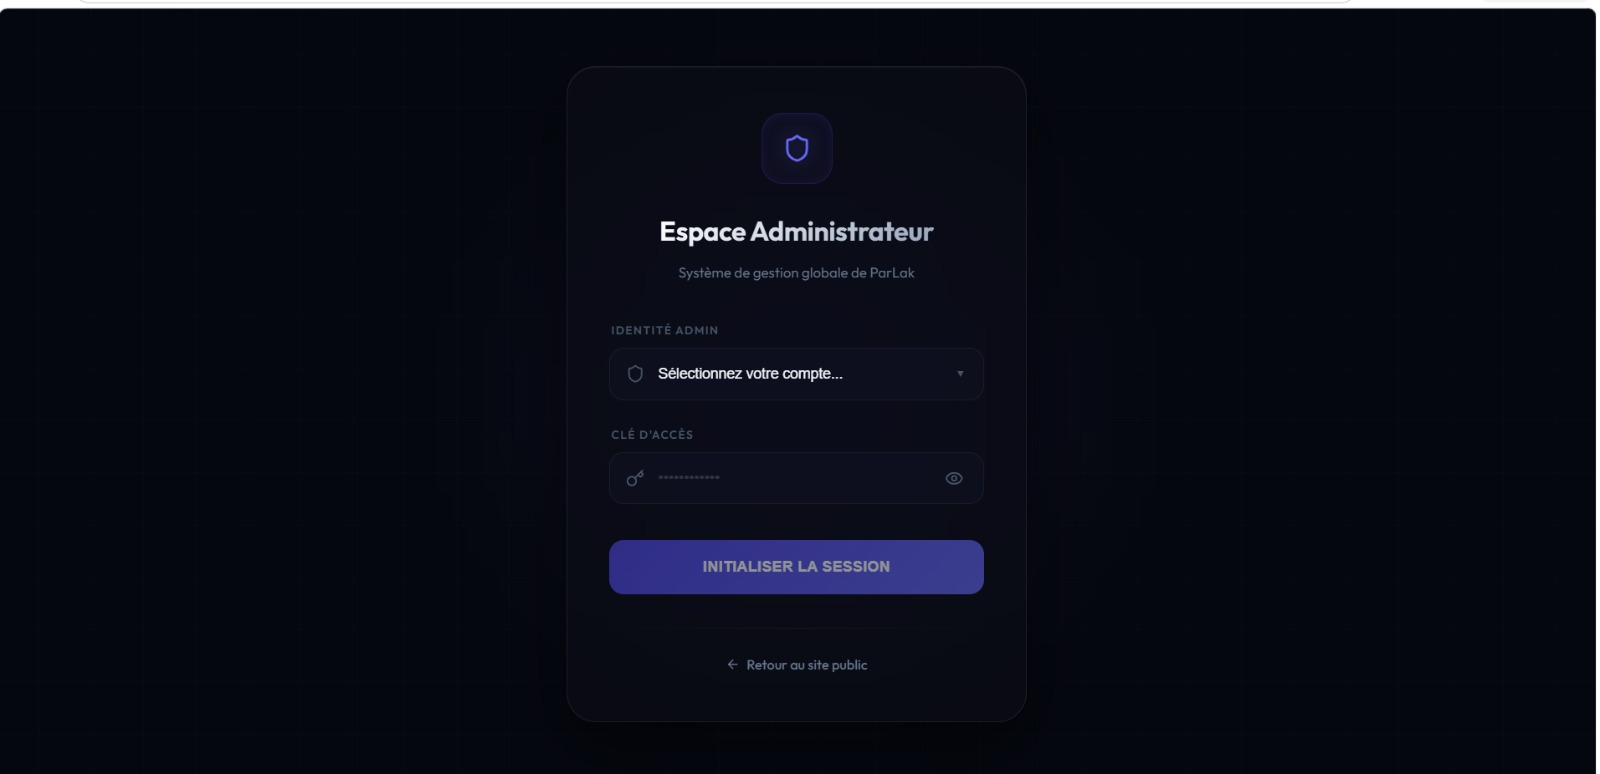 Espace Administrateur
Système de gestion globale de ParLak
IDENTITÉ ADMIN
Sélectionnez votre compte...
CLÉ D'ACCÈS
••••••••••••
INITIALISER LA SESSION
← Retour au site public